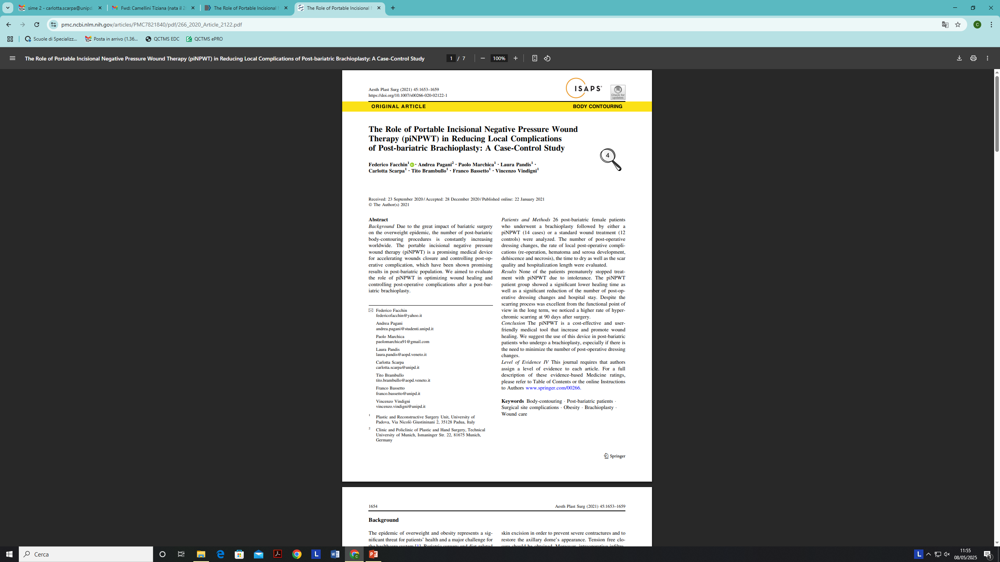 sime 2 - carlotta.scarpa@unipd
Fwd: Camellini Tiziana (nata il 2
The Role of Portable Incisional
The Role of Portable Incisional
pmc.ncbi.nlm.nih.gov/articles/PMC7821840/pdf/266_2020_Article_2122.pdf
C
Scuole di Specializz...
Posta in arrivo (1.36...
QCTMS EDC
QCTMS ePRO
The Role of Portable Incisional Negative Pressure Wound Therapy (piNPWT) in Reducing Local Complications of Post-bariatric Brachioplasty: A Case-Control Study
1 / 7
100%
Aesth Plast Surg (2021) 45:1653–1659
https://doi.org/10.1007/s00266-020-02122-1
ISAPS
Check for
updates
ORIGINAL ARTICLE
BODY CONTOURING
The Role of Portable Incisional Negative Pressure Wound
Therapy (piNPWT) in Reducing Local Complications
of Post-bariatric Brachioplasty: A Case-Control Study
4
Federico Facchin1 · Andrea Pagani2 · Paolo Marchica1 · Laura Pandis1 ·
Carlotta Scarpa1 · Tito Brambullo1 · Franco Bassetto1 · Vincenzo Vindigni1
Received: 23 September 2020 / Accepted: 28 December 2020 / Published online: 22 January 2021
© The Author(s) 2021
Abstract
Background Due to the great impact of bariatric surgery
on the overweight epidemic, the number of post-bariatric
body-contouring procedures is constantly increasing
worldwide. The portable incisional negative pressure
wound therapy (piNPWT) is a promising medical device
for accelerating wounds closure and controlling post-op-
erative complication, which have been shown promising
results in post-bariatric population. We aimed to evaluate
the role of piNPWT in optimizing wound healing and
controlling post-operative complications after a post-bar-
iatric brachioplasty.
Federico Facchin
federicofacchin@yahoo.it
Andrea Pagani
andrea.pagani@studenti.unipd.it
Paolo Marchica
paolomarchica91@gmail.com
Laura Pandis
laura.pandis@aopd.veneto.it
Carlotta Scarpa
carlotta.scarpa@unipd.it
Tito Brambullo
tito.brambullo@aopd.veneto.it
Franco Bassetto
franco.bassetto@unipd.it
Vincenzo Vindigni
vincenzo.vindigni@unipd.it
1 Plastic and Reconstructive Surgery Unit, University of
Padova, Via Nicolò Giustininani 2, 35128 Padua, Italy
2 Clinic and Policlinic of Plastic and Hand Surgery, Technical
University of Munich, Ismaninger Str. 22, 81675 Munich,
Germany
Patients and Methods 26 post-bariatric female patients
who underwent a brachioplasty followed by either a
piNPWT (14 cases) or a standard wound treatment (12
controls) were analyzed. The number of post-operative
dressing changes, the rate of local post-operative compli-
cations (re-operation, hematoma and serosa development,
dehiscence and necrosis), the time to dry as well as the scar
quality and hospitalization length were evaluated.
Results None of the patients prematurely stopped treat-
ment with piNPWT due to intolerance. The piNPWT
patient group showed a significant lower healing time as
well as a significant reduction of the number of post-op-
erative dressing changes and hospital stay. Despite the
scarring process was excellent from the functional point of
view in the long term, we noticed a higher rate of hyper-
chromic scarring at 90 days after surgery.
Conclusion The piNPWT is a cost-effective and user-
friendly medical tool that increase and promote wound
healing. We suggest the use of this device in post-bariatric
patients who undergo a brachioplasty, especially if there is
the need to minimize the number of post-operative dressing
changes.
Level of Evidence IV This journal requires that authors
assign a level of evidence to each article. For a full
description of these evidence-based Medicine ratings,
please refer to Table of Contents or the online Instructions
to Authors www.springer.com/00266.
Keywords Body-contouring · Post-bariatric patients ·
Surgical site complications · Obesity · Brachioplasty ·
Wound care
Springer
1654
Aesth Plast Surg (2021) 45:1653–1659
Background
The epidemic of overweight and obesity represents a sig-
nificant threat for patients' health and a major challenge for
the healthcare system [1]. Bariatric surgery and diet-related
skin excision in order to prevent severe contractures and to
restore the axillary dome's appearance. Tension free clo-
sure should be obtained. Moreover, intraoperative infiltra-
Cerca
11:55
08/05/2025
1